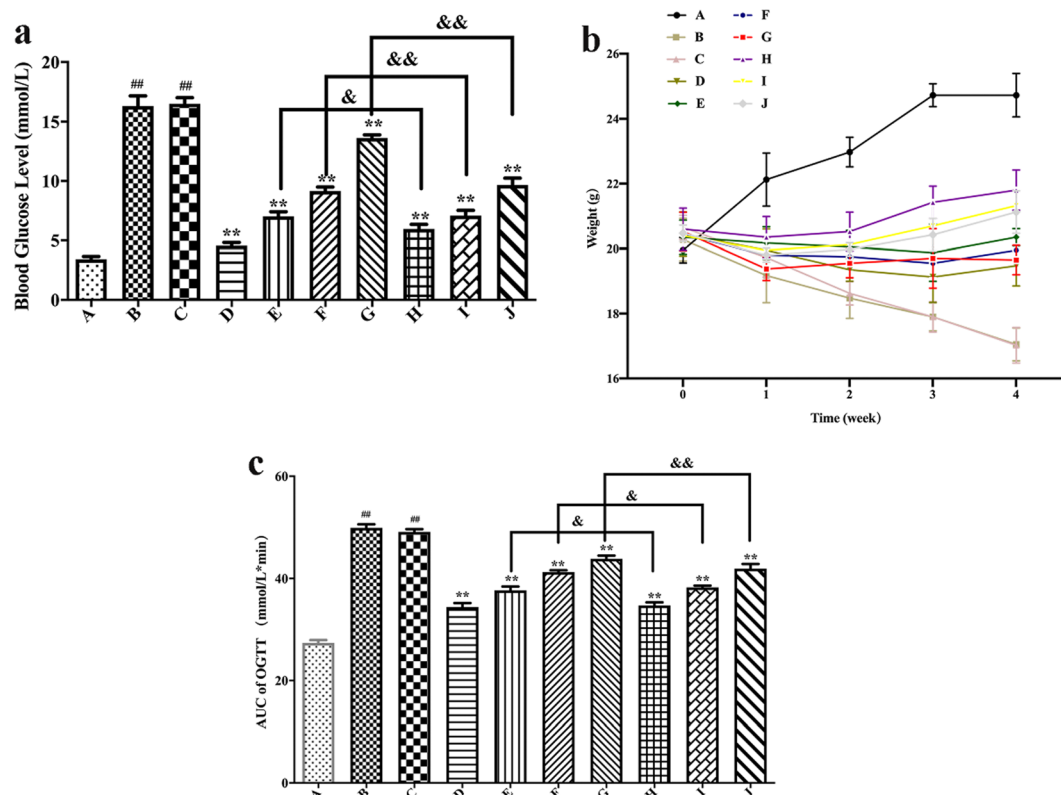 a
Blood Glucose Level (mmol/L)
20
15
10
5
0
##
##
**
**
**
**
**
**
**
&
&&
&&
A
B
C
D
E
F
G
H
I
J
b
A
B
C
D
E
F
G
H
I
J
Weight (g)
26
24
22
20
18
16
0
1
2
3
4
Time (week)
c
AUC of OGTT (mmol/L*min)
60
40
20
0
##
##
**
**
**
**
**
**
**
&
&
&&
A
B
C
D
E
F
G
H
I
J